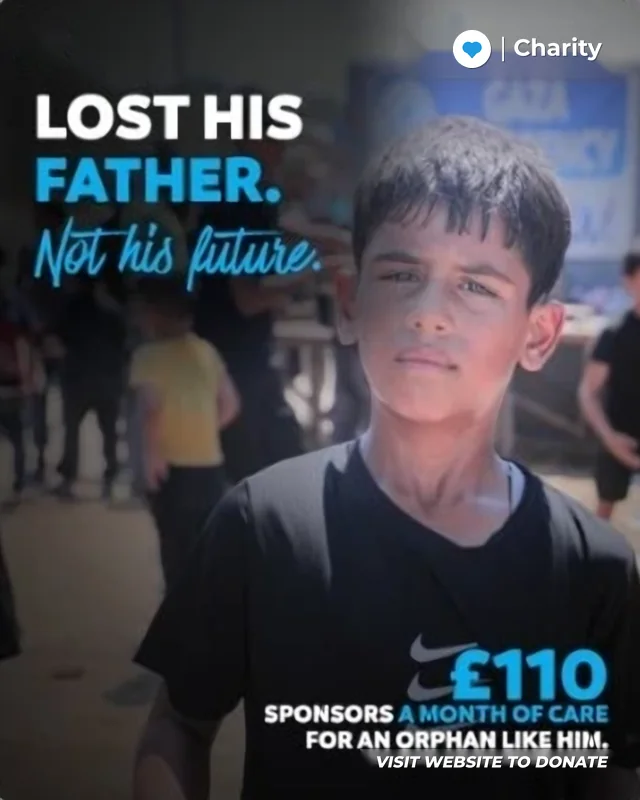 | Charity
LOST HIS
FATHER.
Not his future.
GAZA
£110
SPONSORS A MONTH OF CARE
FOR AN ORPHAN LIKE HIM.
VISIT WEBSITE TO DONATE